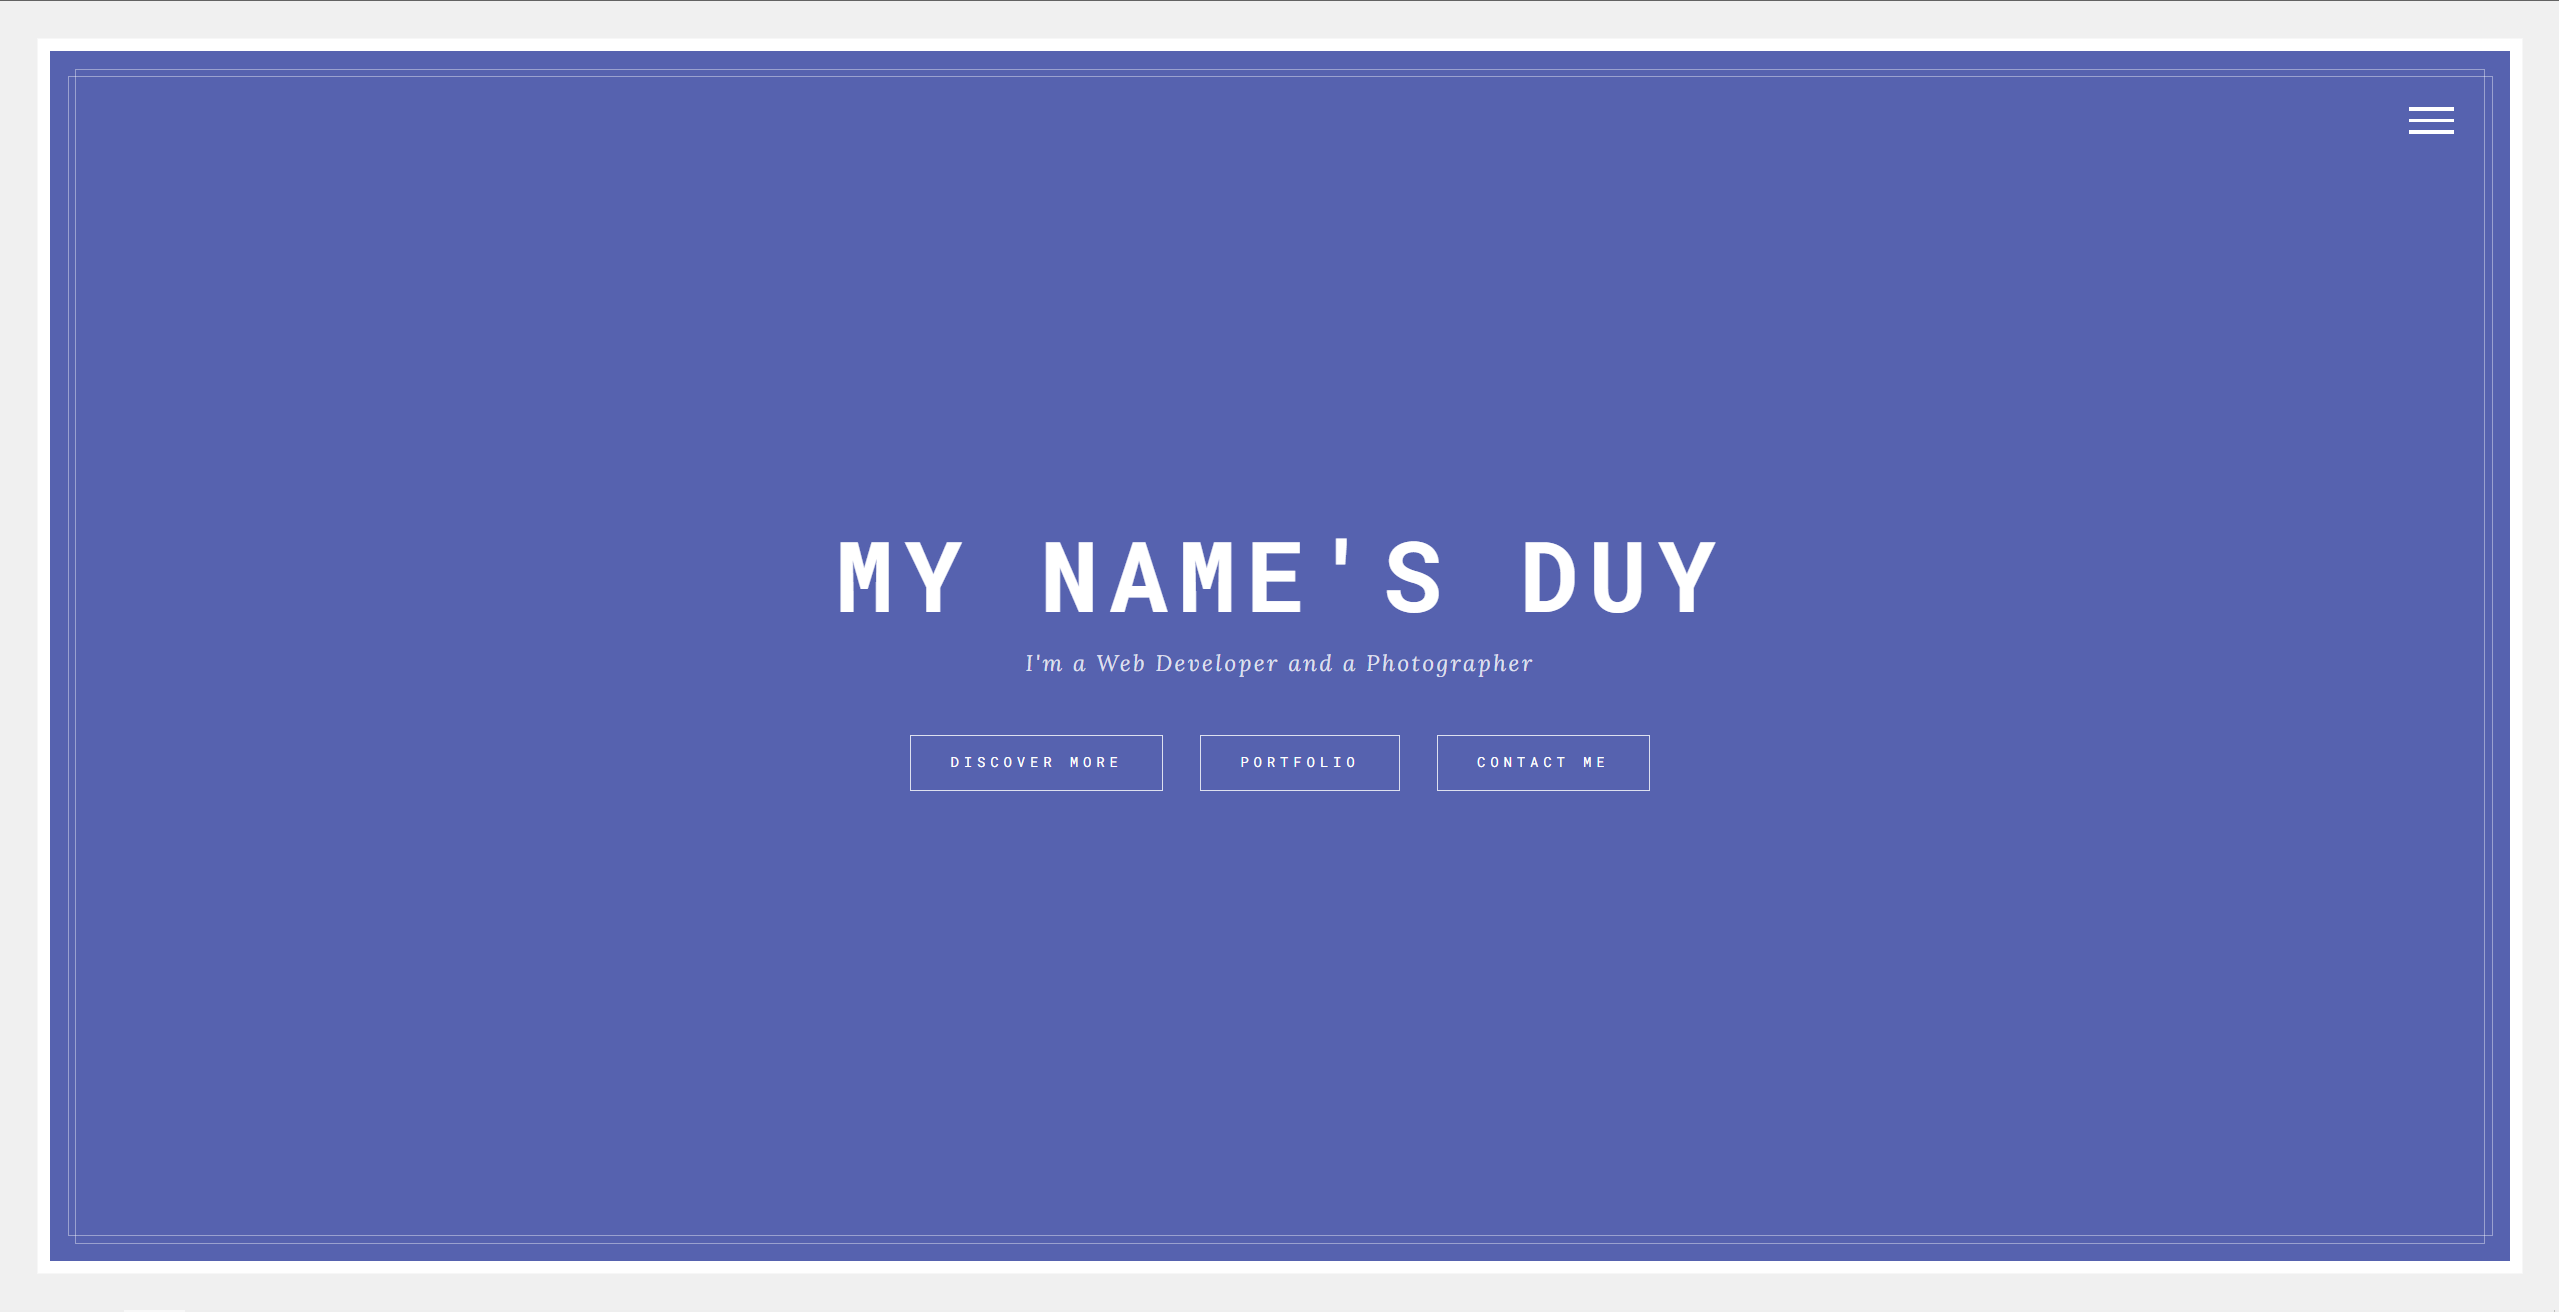 MY NAME'S DUY
I'm a Web Developer and a Photographer
DISCOVER MORE
PORTFOLIO
CONTACT ME